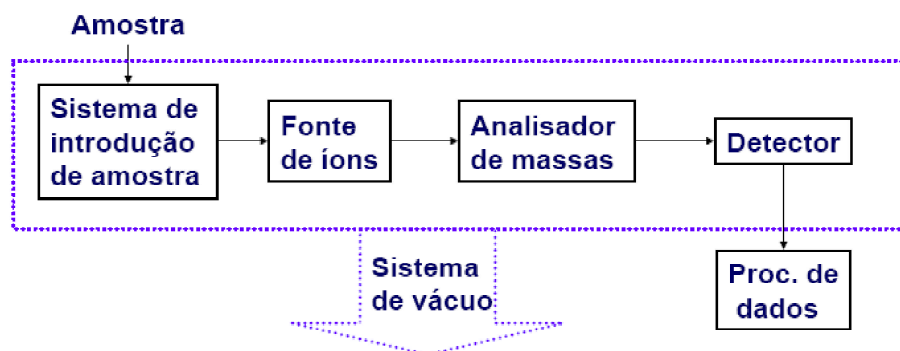 Amostra
Sistema de
introdução
de amostra
Fonte
de íons
Analisador
de massas
Detector
Sistema
de vácuo
Proc. de
dados